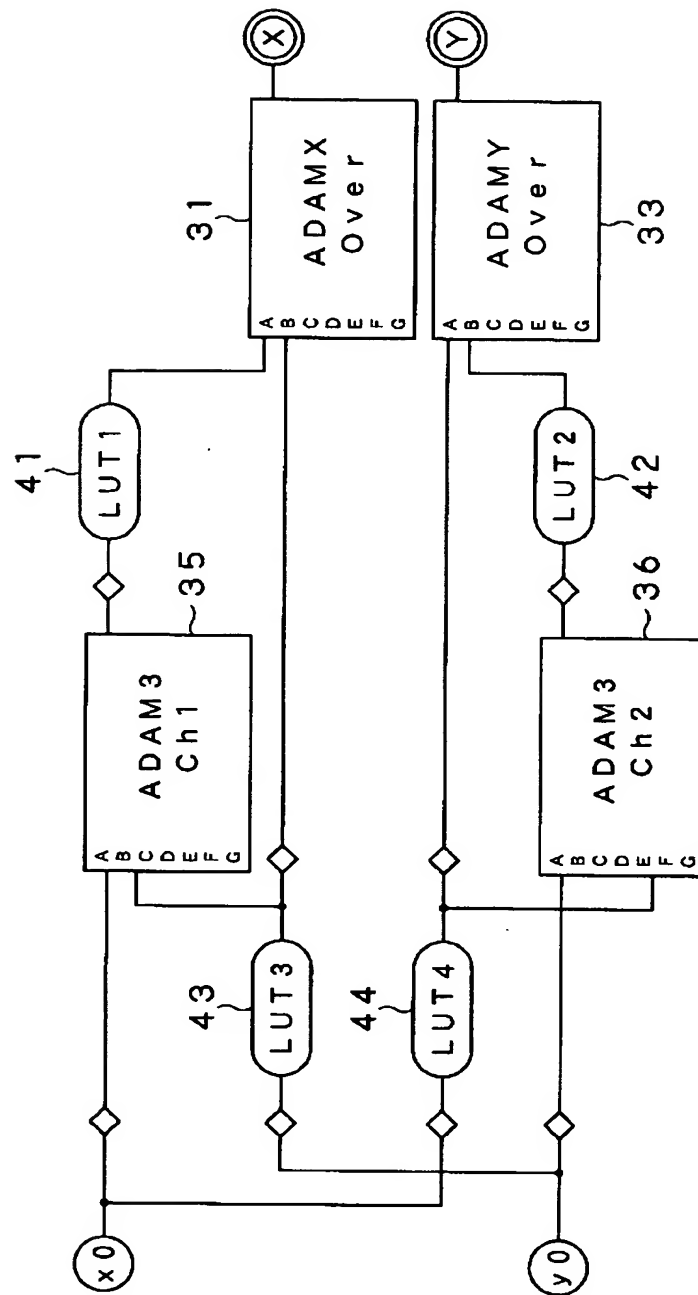 x0
y0
43
LUT3
44
LUT4
35
ADAM3
Ch1
A
B
C
D
E
F
G
36
ADAM3
Ch2
A
B
C
D
E
F
G
41
LUT1
42
LUT2
31
ADAMX
Over
A
B
C
D
E
F
G
33
ADAMY
Over
A
B
C
D
E
F
G
X
Y